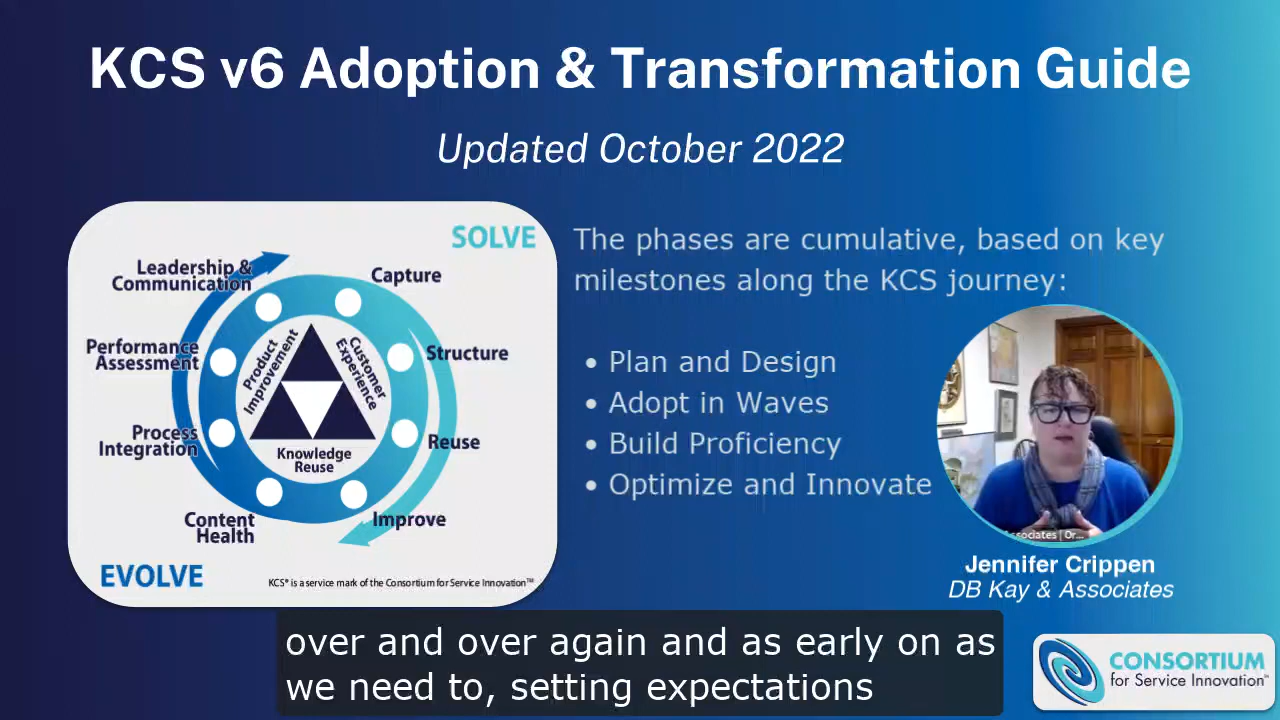 KCS v6 Adoption & Transformation Guide
Updated October 2022
SOLVE
Leadership &
Communication
Capture
Performance
Assessment
Structure
Process
Integration
Reuse
Content
Health
Improve
Product
Improvement
Customer
Experience
Knowledge
Reuse
EVOLVE
KCS® is a service mark of the Consortium for Service Innovation™
The phases are cumulative, based on key
milestones along the KCS journey:
• Plan and Design
• Adopt in Waves
• Build Proficiency
• Optimize and Innovate
ssociates | Or...
Jennifer Crippen
DB Kay & Associates
over and over again and as early on as
we need to, setting expectations
CONSORTIUM
for Service Innovation™